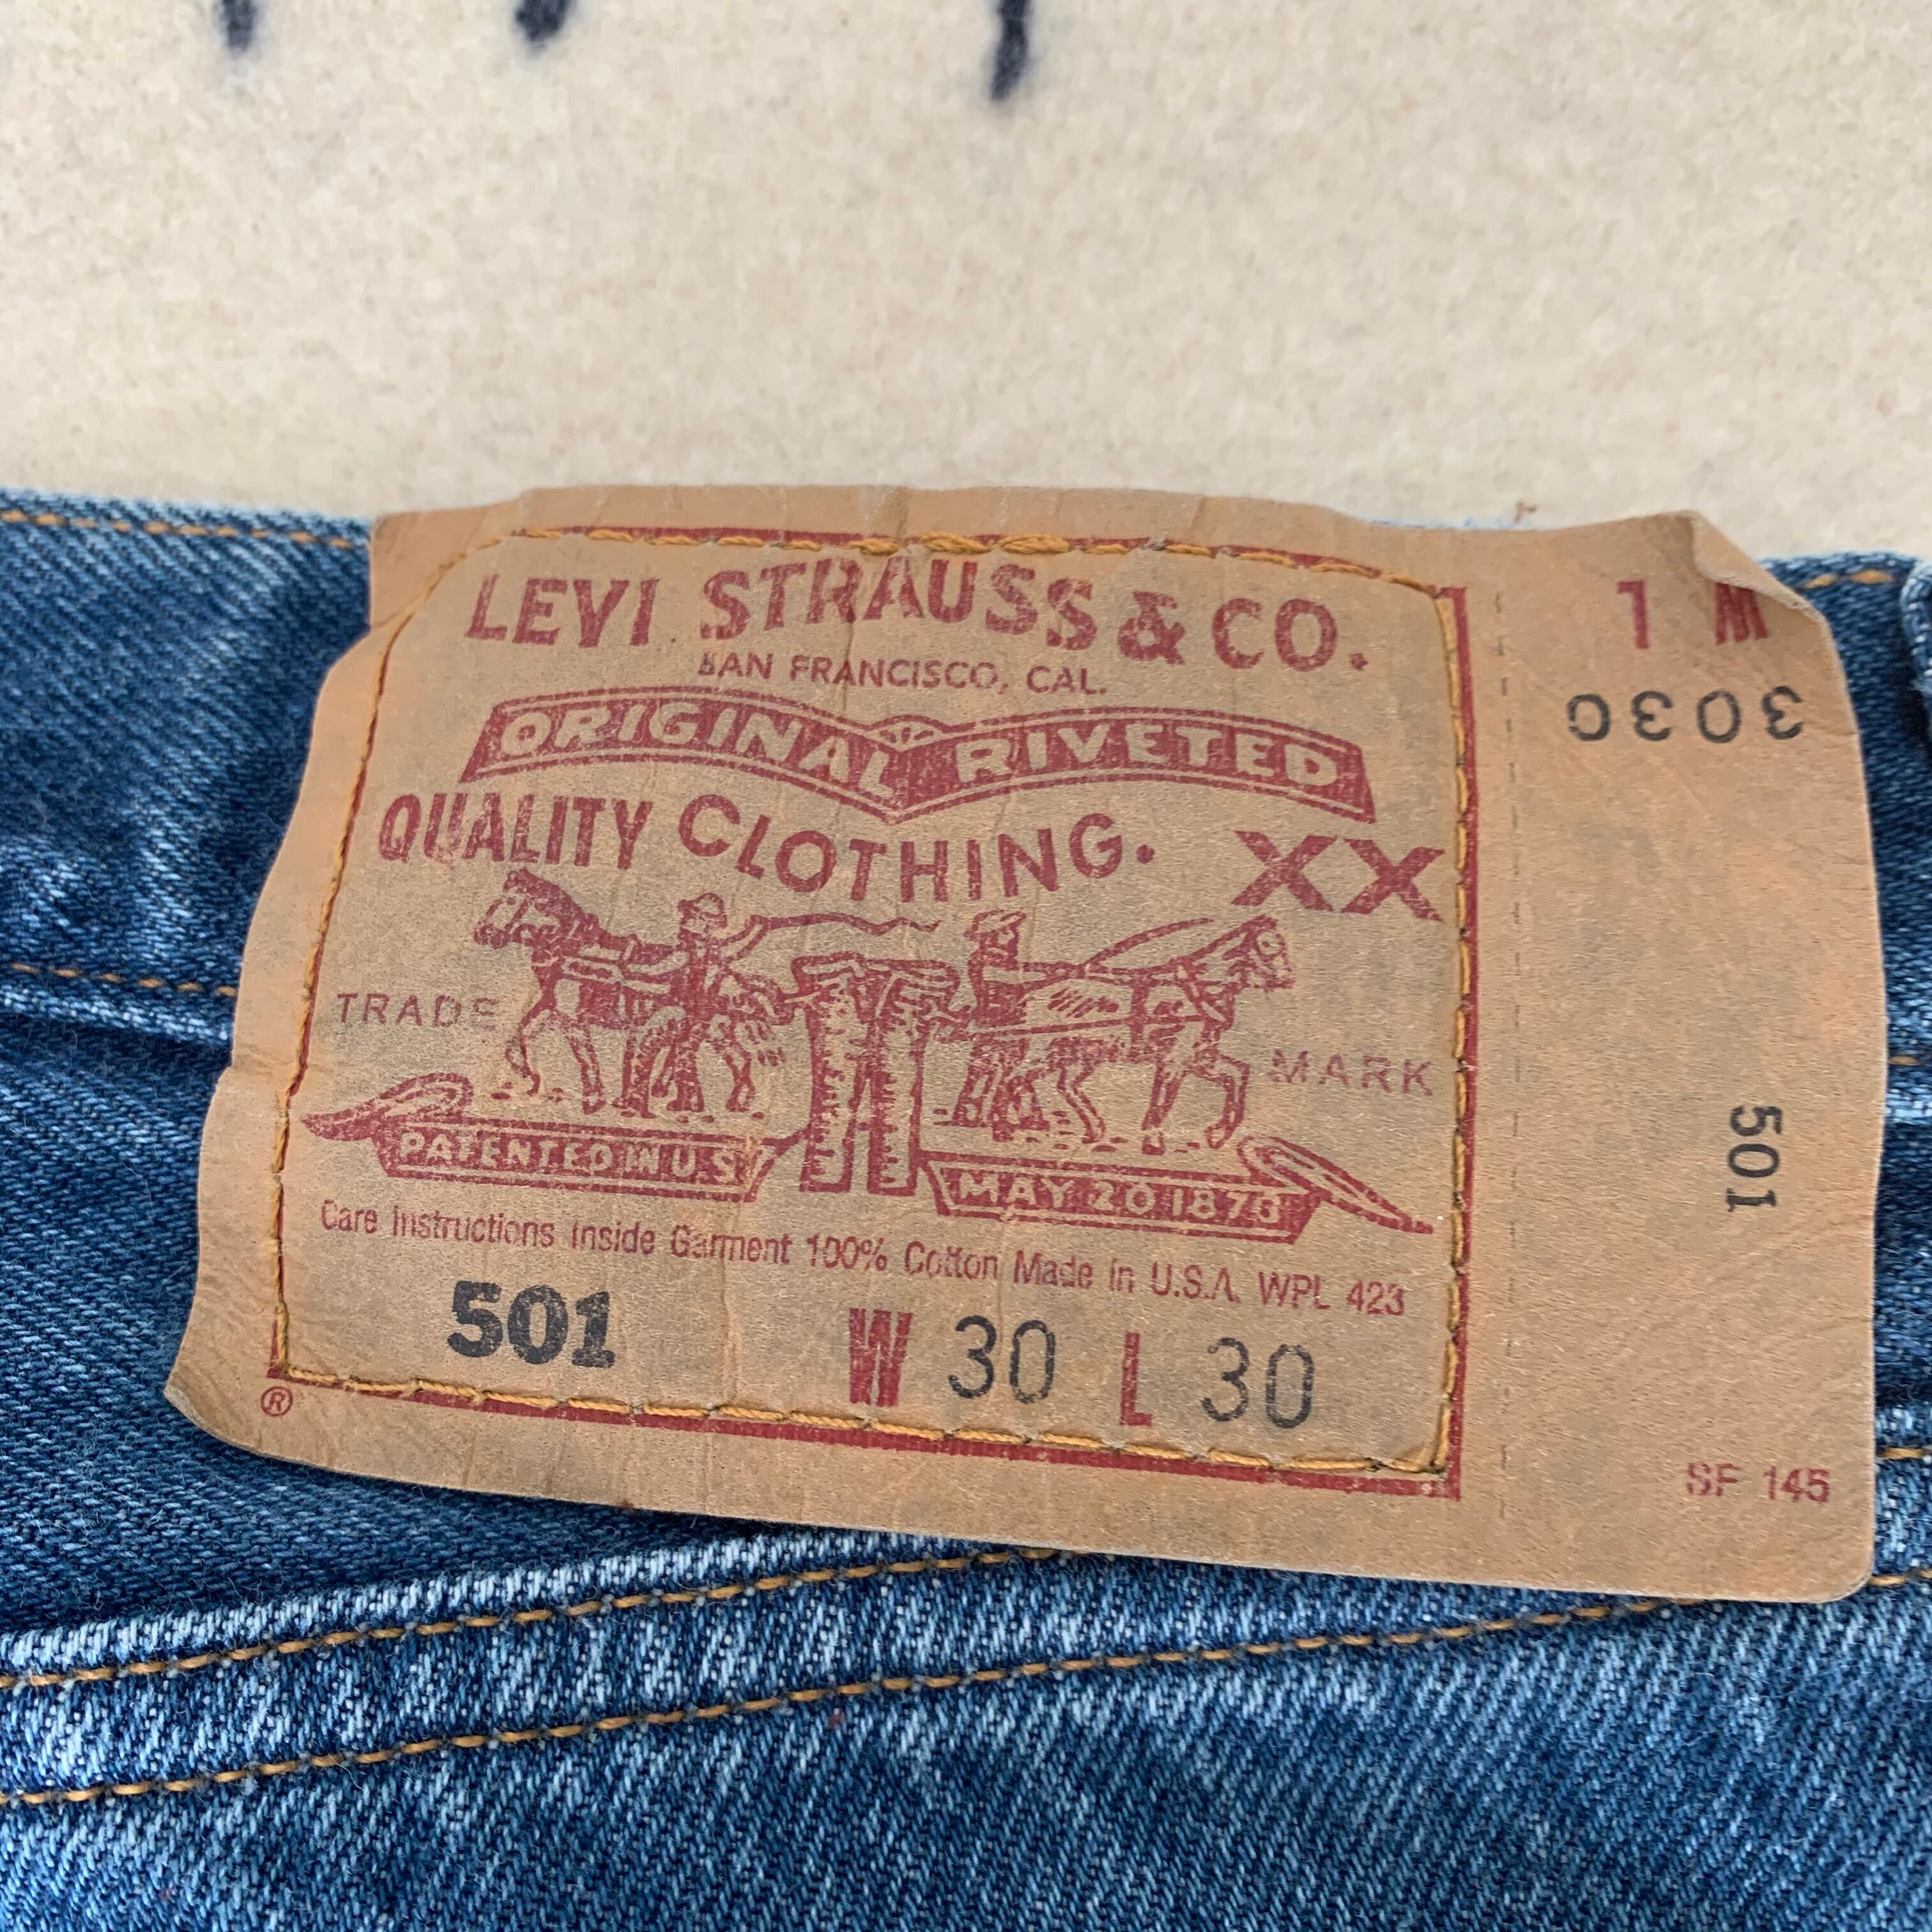 LEVI STRAUSS & CO.
SAN FRANCISCO, CAL.
ORIGINAL RIVETED
QUALITY CLOTHING. XX
TRADE MARK
PATENTED IN U.S. MAY 20 1873
Care Instructions Inside Garment 100% Cotton Made in U.S.A. WPL 423
501 W 30 L 30
®
W L
3030
501
SF 145